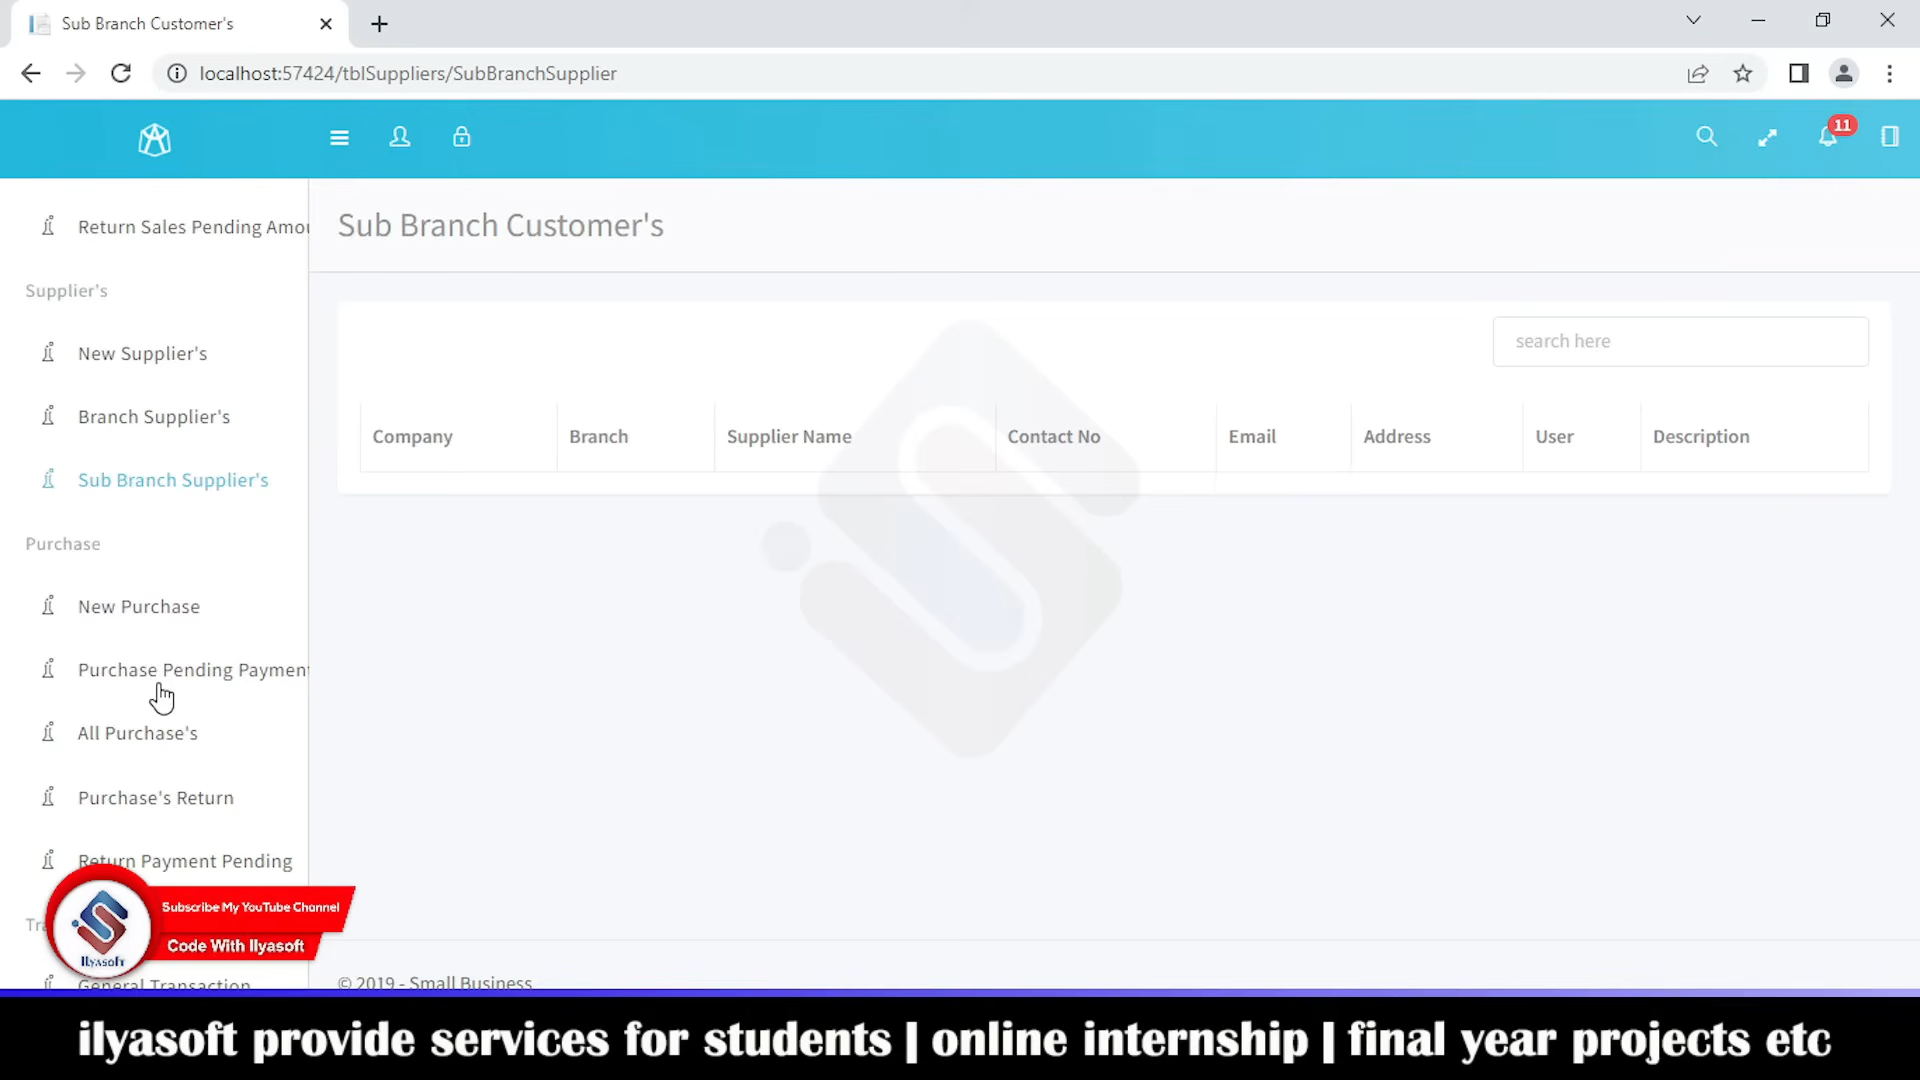 Sub Branch Customer's
localhost:57424/tblSuppliers/SubBranchSupplier
11
Return Sales Pending Amou
Supplier's
New Supplier's
Branch Supplier's
Sub Branch Supplier's
Purchase
New Purchase
Purchase Pending Payment
All Purchase's
Purchase's Return
Return Payment Pending
Tra
General Transaction
Sub Branch Customer's
search here
Company Branch Supplier Name Contact No Email Address User Description
© 2019 - Small Business
Subscribe My YouTube Channel
Code With Ilyasoft
Ilyasoft
ilyasoft provide services for students | online internship | final year projects etc